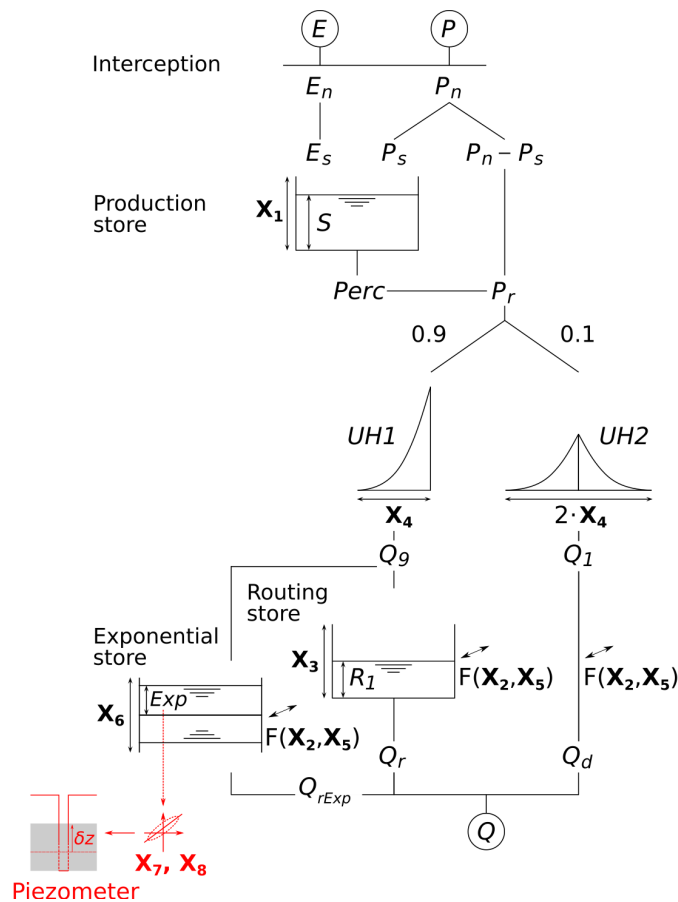 E P
Interception
Eₙ Pₙ
Eₛ Pₛ Pₙ – Pₛ
Production
store
X₁ S
Perc Pᵣ
0.9 0.1
UH1 UH2
X₄ 2·X₄
Q₉ Q₁
Routing
store
Exponential
store
X₃ R₁ F(X₂,X₅) F(X₂,X₅)
X₆ Exp F(X₂,X₅)
Qᵣ Q_d
Q_rExp
Q
δz
X₇, X₈
Piezometer